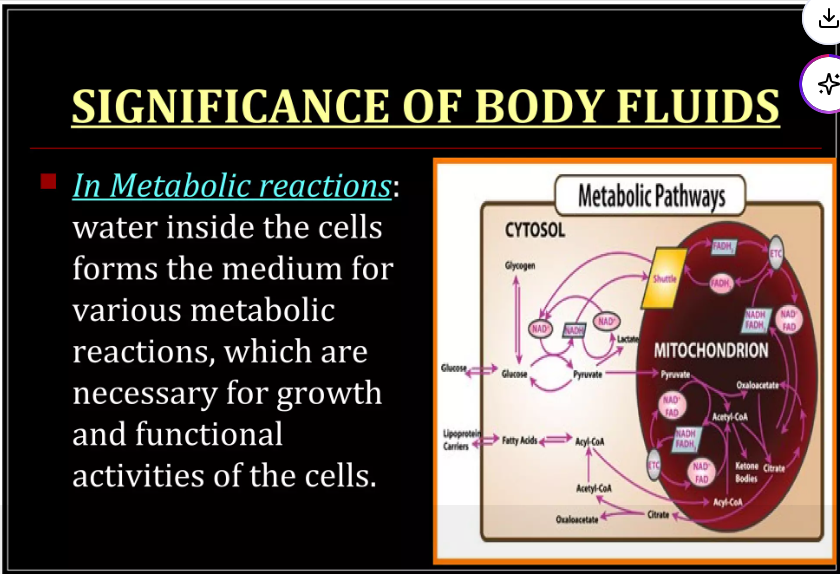 SIGNIFICANCE OF BODY FLUIDS
In Metabolic reactions:
water inside the cells
forms the medium for
various metabolic
reactions, which are
necessary for growth
and functional
activities of the cells.
Metabolic Pathways
CYTOSOL
Glycogen
Shuttle
FADH₂
ETC
FADH₂
NAD⁺
NADH
NAD⁺
NADH
FADH₂
NAD⁺
FAD
Lactate
MITOCHONDRION
Glucose
Glucose
Pyruvate
Pyruvate
Oxaloacetate
NAD⁺
FAD
Acetyl-CoA
Lipoprotein
Carriers
Fatty Acids
Acyl-CoA
NADH
FADH₂
ETC
NAD⁺
FAD
Ketone
Bodies
Citrate
Acetyl-CoA
Acyl-CoA
Oxaloacetate
Citrate